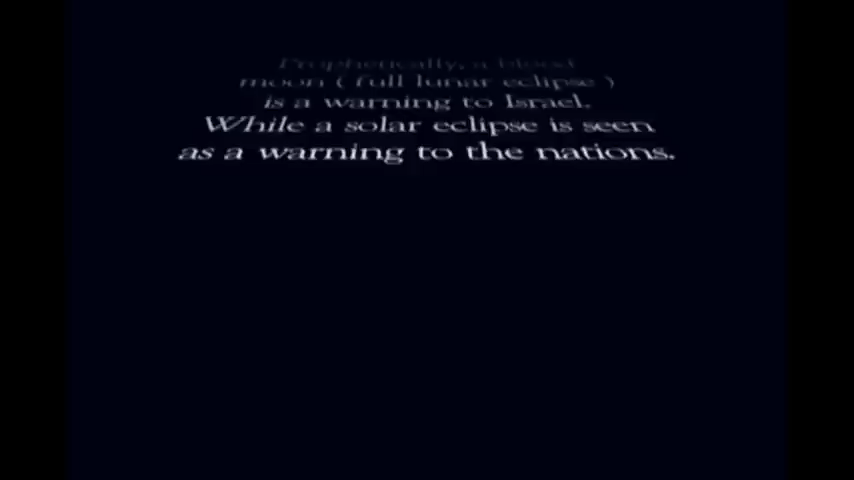 Prophetically, a blood
moon ( full lunar eclipse )
is a warning to Israel.
While a solar eclipse is seen
as a warning to the nations.